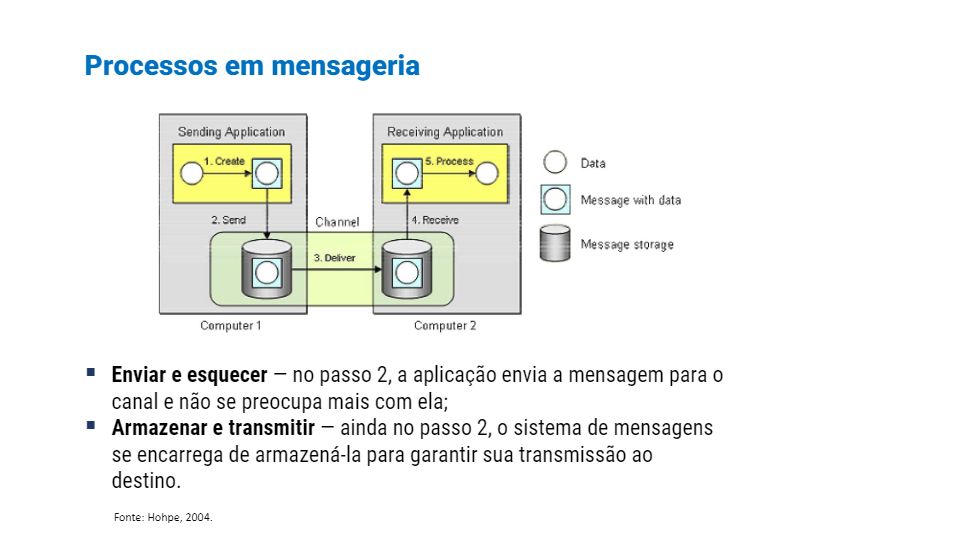 Processos em mensageria
Sending Application
Receiving Application
1. Create
5. Process
Data
Message with data
2. Send
Channel
4. Receive
Message storage
3. Deliver
Computer 1
Computer 2
▪ Enviar e esquecer — no passo 2, a aplicação envia a mensagem para o
canal e não se preocupa mais com ela;
▪ Armazenar e transmitir — ainda no passo 2, o sistema de mensagens
se encarrega de armazená-la para garantir sua transmissão ao
destino.
Fonte: Hohpe, 2004.